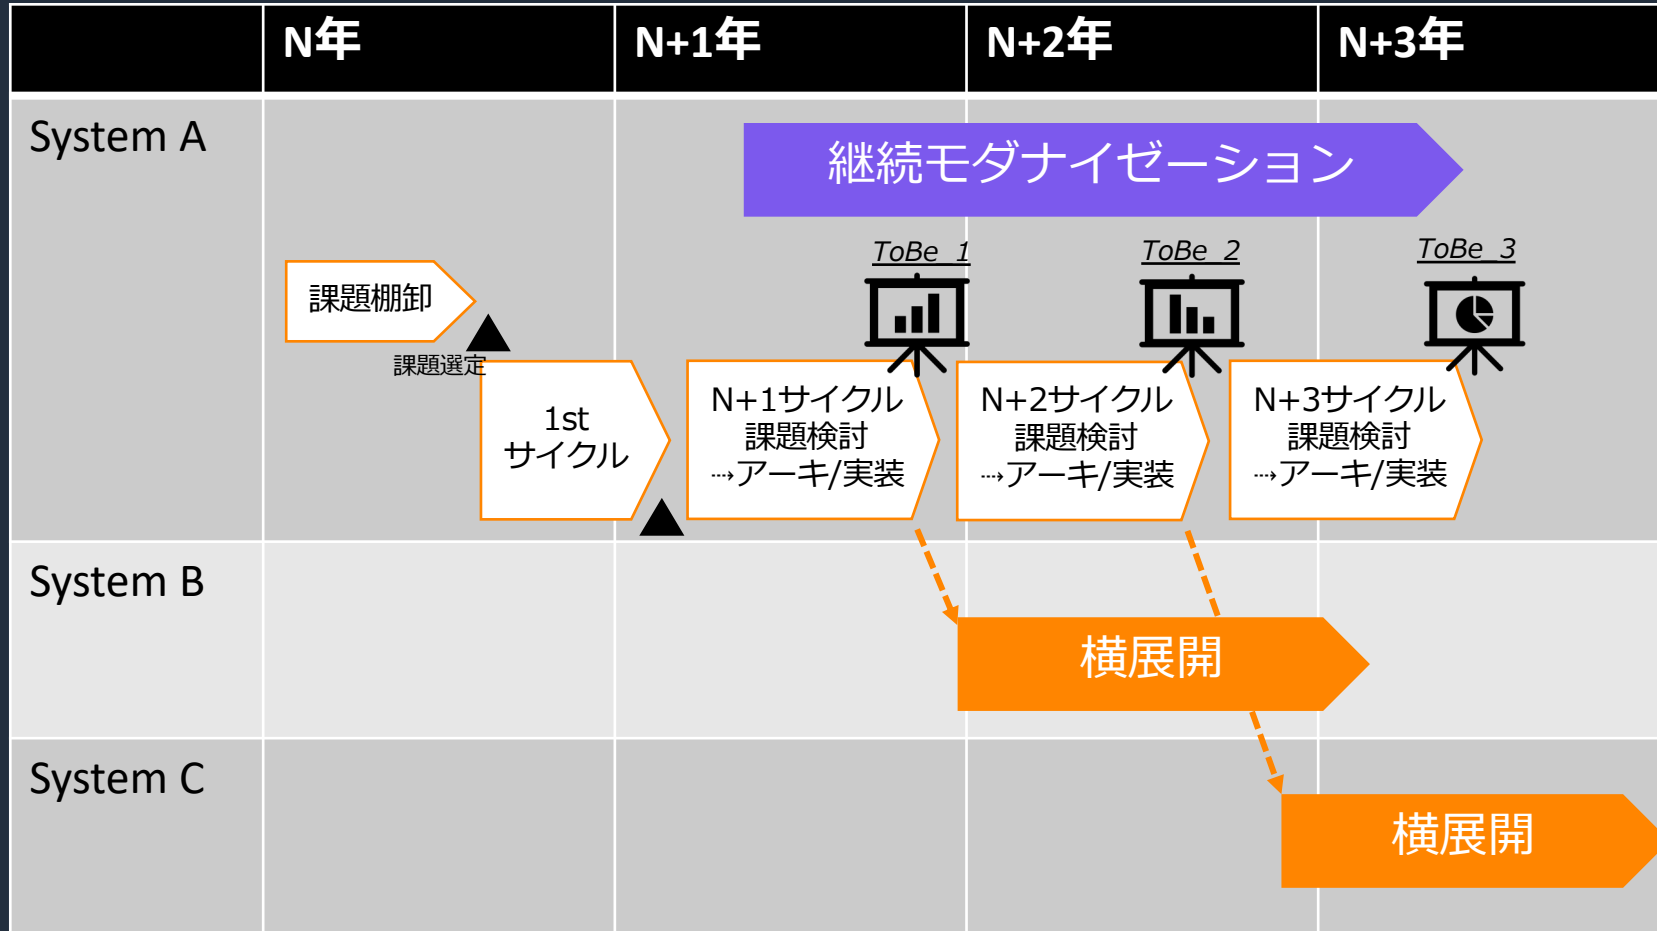 N年
N+1年
N+2年
N+3年
System A
継続モダナイゼーション
ToBe_1
ToBe_2
ToBe_3
課題棚卸
課題選定
1st
サイクル
N+1サイクル
課題検討
⇢アーキ/実装
N+2サイクル
課題検討
⇢アーキ/実装
N+3サイクル
課題検討
⇢アーキ/実装
System B
横展開
System C
横展開